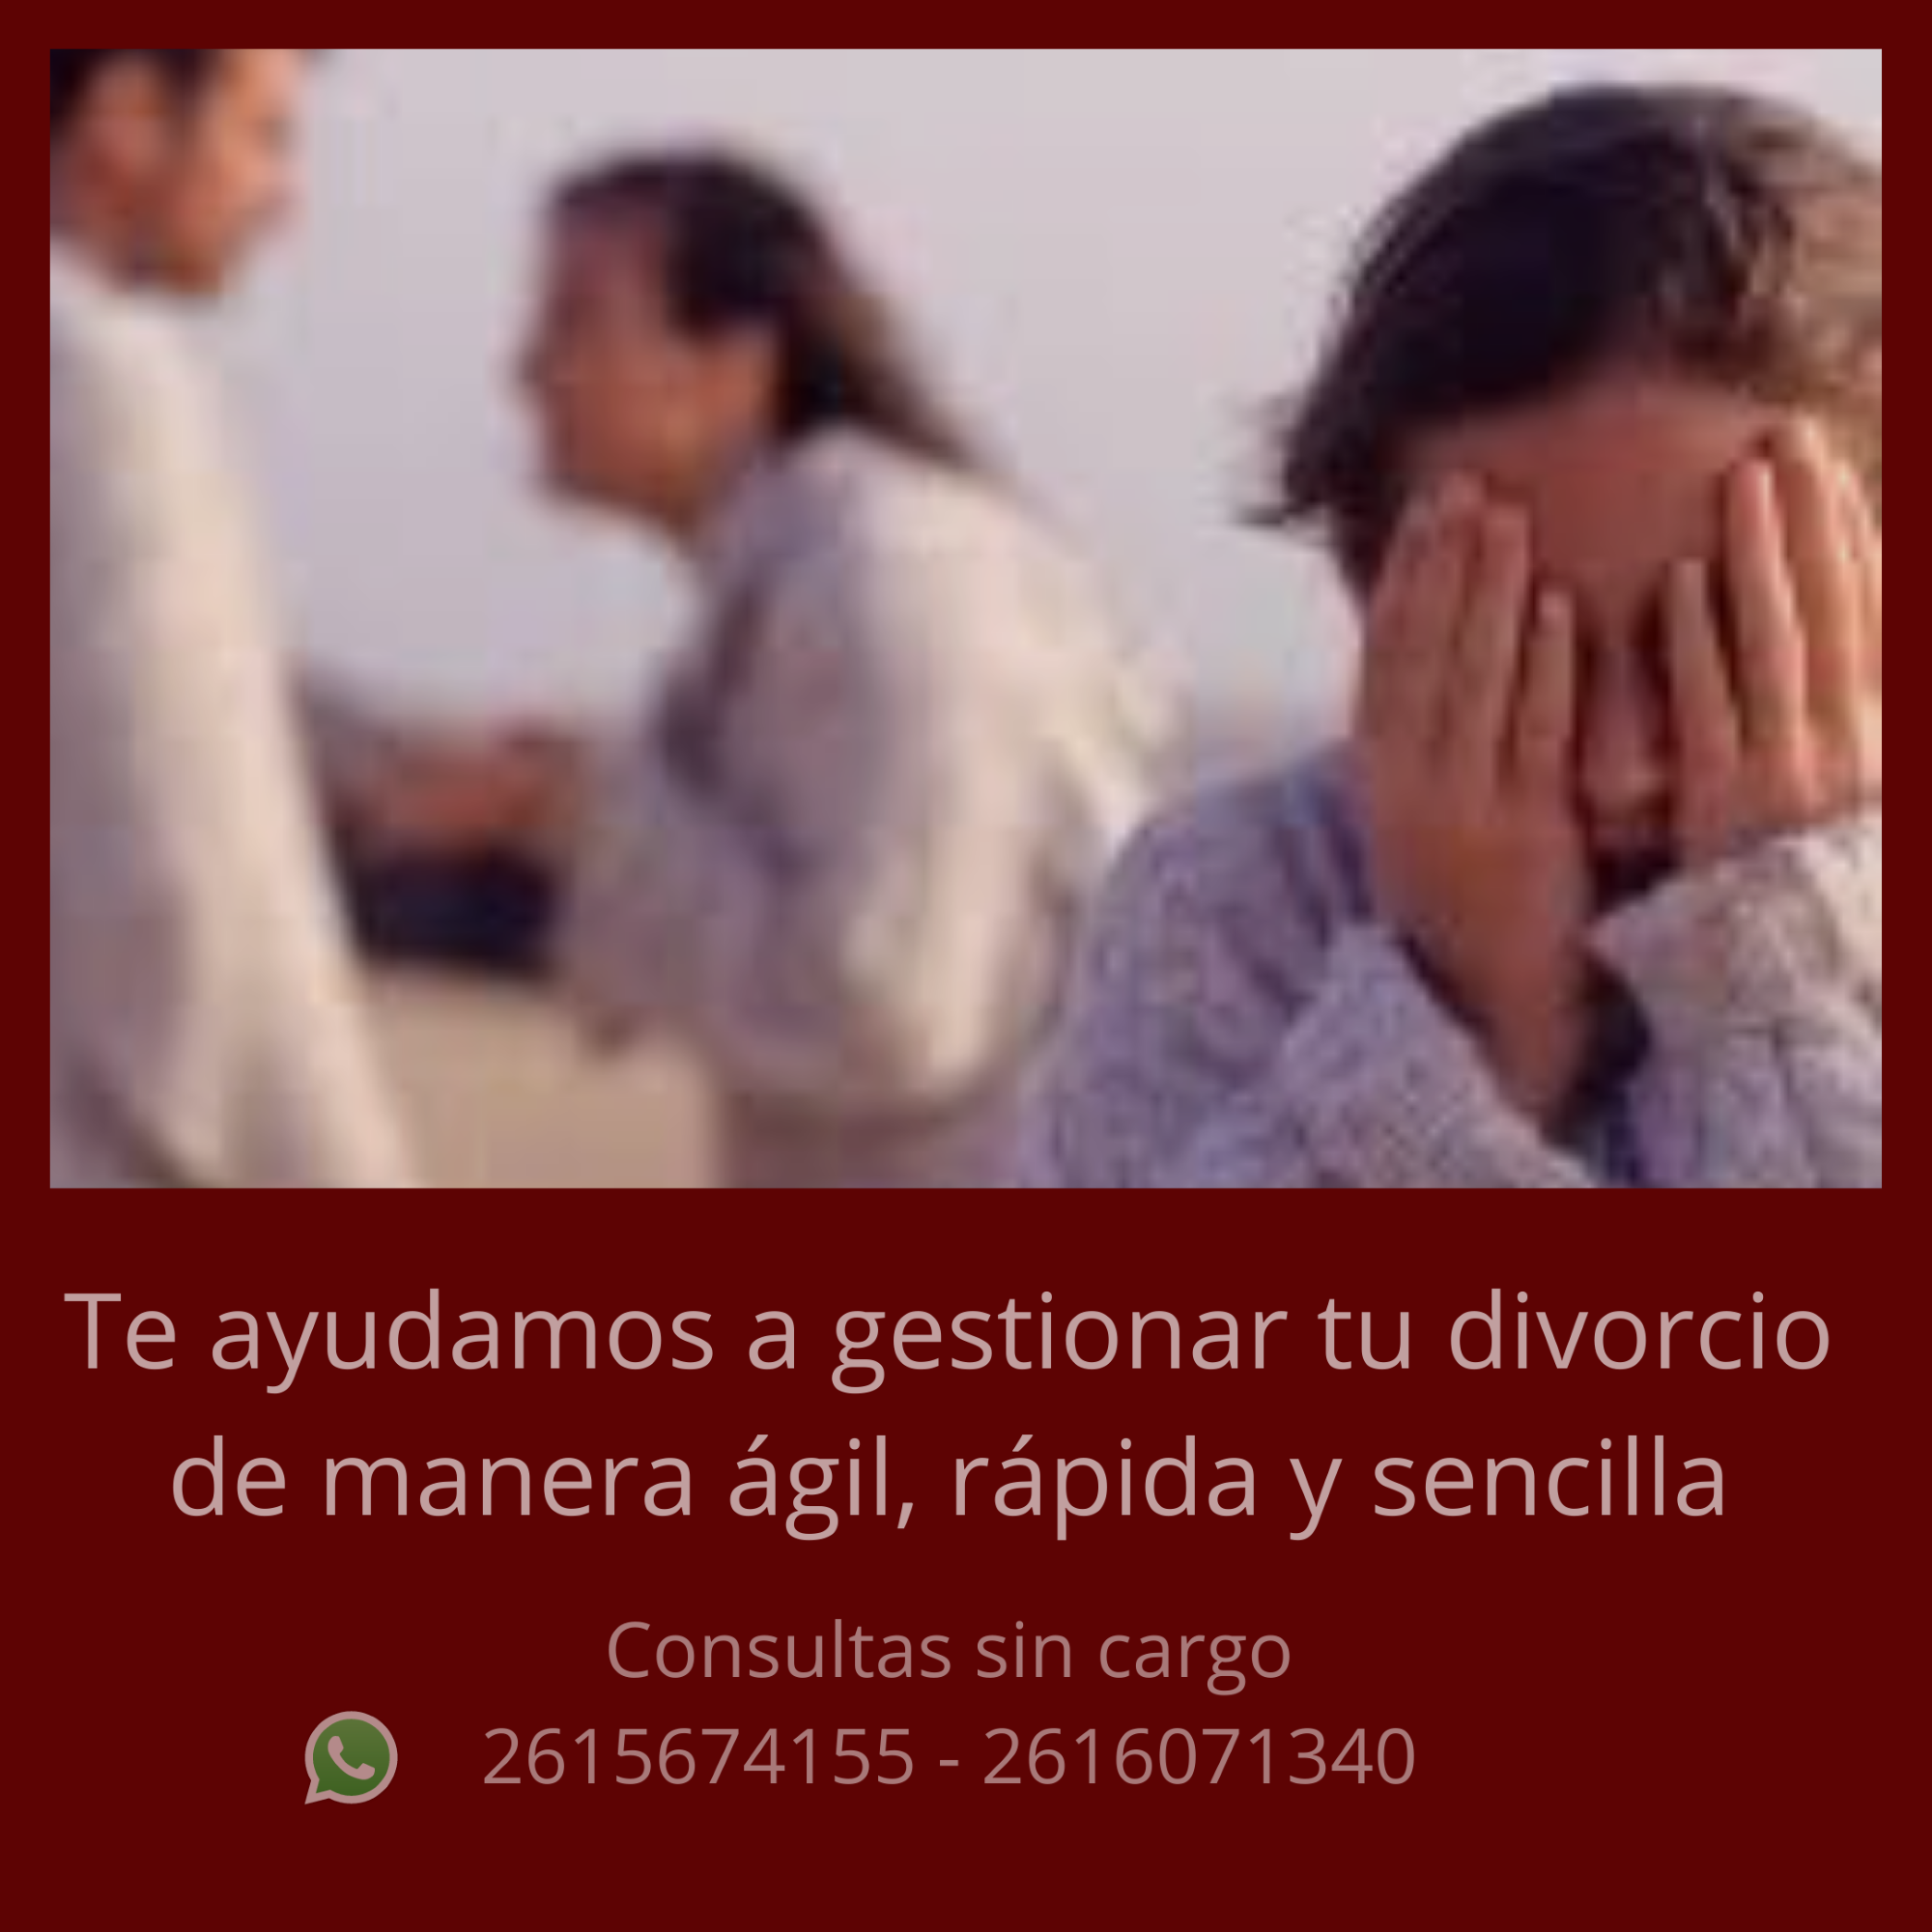 Te ayudamos a gestionar tu divorcio
de manera ágil, rápida y sencilla
Consultas sin cargo
2615674155 - 2616071340